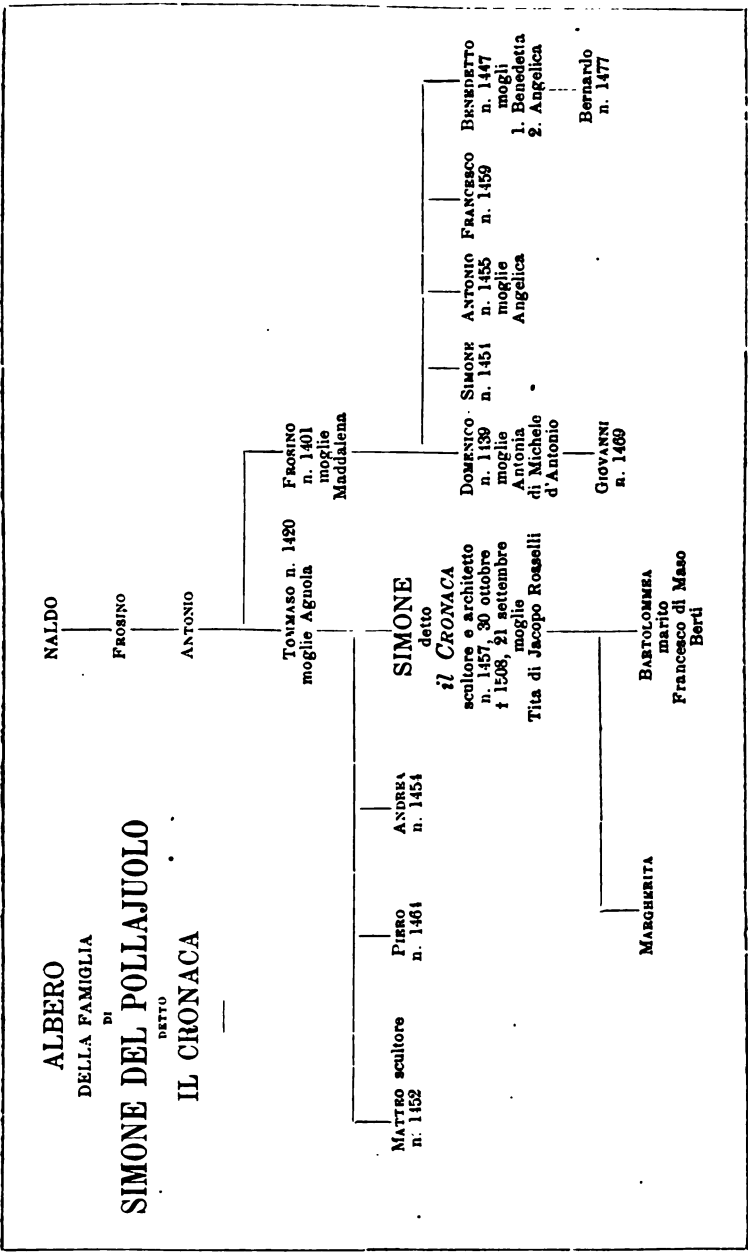 ALBERO
DELLA FAMIGLIA
DI
SIMONE DEL POLLAJUOLO
DETTO
IL CRONACA
NALDO
FROSINO
ANTONIO
TOMMASO n. 1420
moglie Agnola
FROSINO
n. 1401
moglie
Maddalena
MATTEO scultore
n. 1452
PIERO
n. 1464
ANDREA
n. 1454
SIMONE
detto
il CRONACA
scultore e architetto
n. 1457, 30 ottobre
† 1508, 21 settembre
moglie
Tita di Jacopo Rosselli
DOMENICO
n. 1439
moglie
Antonia
di Michele
d'Antonio
SIMONE
n. 1451
ANTONIO
n. 1455
moglie
Angelica
FRANCESCO
n. 1459
BENEDETTO
n. 1447
mogli
1. Benedetta
2. Angelica
MARGHERITA
BARTOLOMMEA
marito
Francesco di Maso
Berti
GIOVANNI
n. 1469
Bernardo
n. 1477